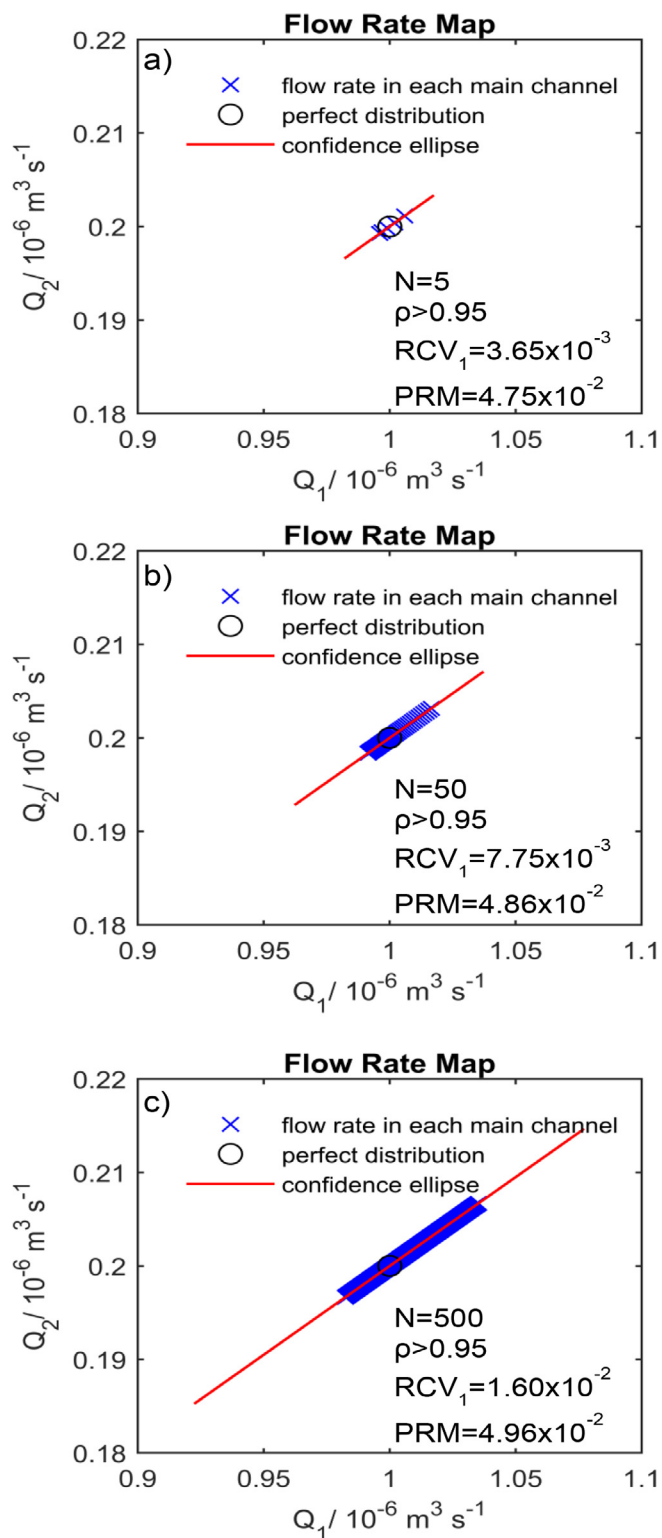 Flow Rate Map
a)
flow rate in each main channel
perfect distribution
confidence ellipse
0.22
0.21
0.2
0.19
0.18
Q₂/ 10⁻⁶ m³ s⁻¹
N=5
ρ>0.95
RCV₁=3.65x10⁻³
PRM=4.75x10⁻²
0.9 0.95 1 1.05 1.1
Q₁/ 10⁻⁶ m³ s⁻¹
Flow Rate Map
b)
flow rate in each main channel
perfect distribution
confidence ellipse
0.22
0.21
0.2
0.19
0.18
Q₂/ 10⁻⁶ m³ s⁻¹
N=50
ρ>0.95
RCV₁=7.75x10⁻³
PRM=4.86x10⁻²
0.9 0.95 1 1.05 1.1
Q₁/ 10⁻⁶ m³ s⁻¹
Flow Rate Map
c)
flow rate in each main channel
perfect distribution
confidence ellipse
0.22
0.21
0.2
0.19
0.18
Q₂/ 10⁻⁶ m³ s⁻¹
N=500
ρ>0.95
RCV₁=1.60x10⁻²
PRM=4.96x10⁻²
0.9 0.95 1 1.05 1.1
Q₁/ 10⁻⁶ m³ s⁻¹